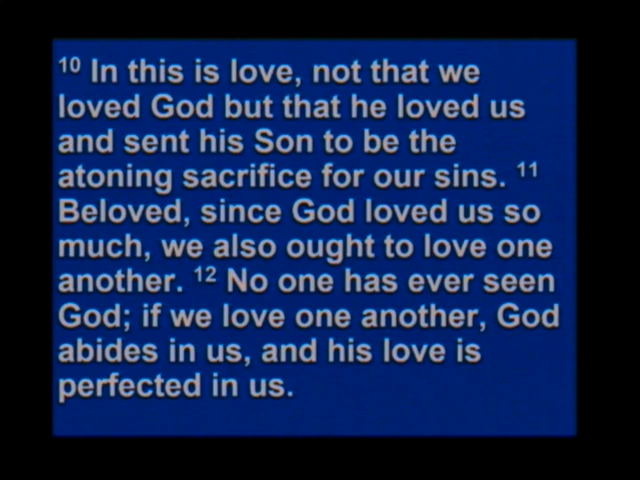 10 In this is love, not that we
loved God but that he loved us
and sent his Son to be the
atoning sacrifice for our sins. 11
Beloved, since God loved us so
much, we also ought to love one
another. 12 No one has ever seen
God; if we love one another, God
abides in us, and his love is
perfected in us.